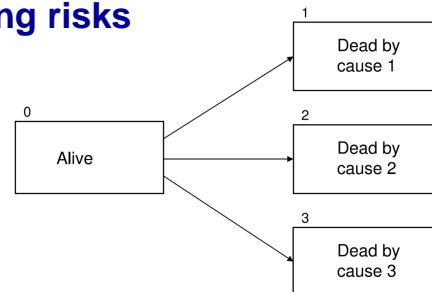 ng risks
1
Dead by
cause 1
0
Alive
2
Dead by
cause 2
3
Dead by
cause 3